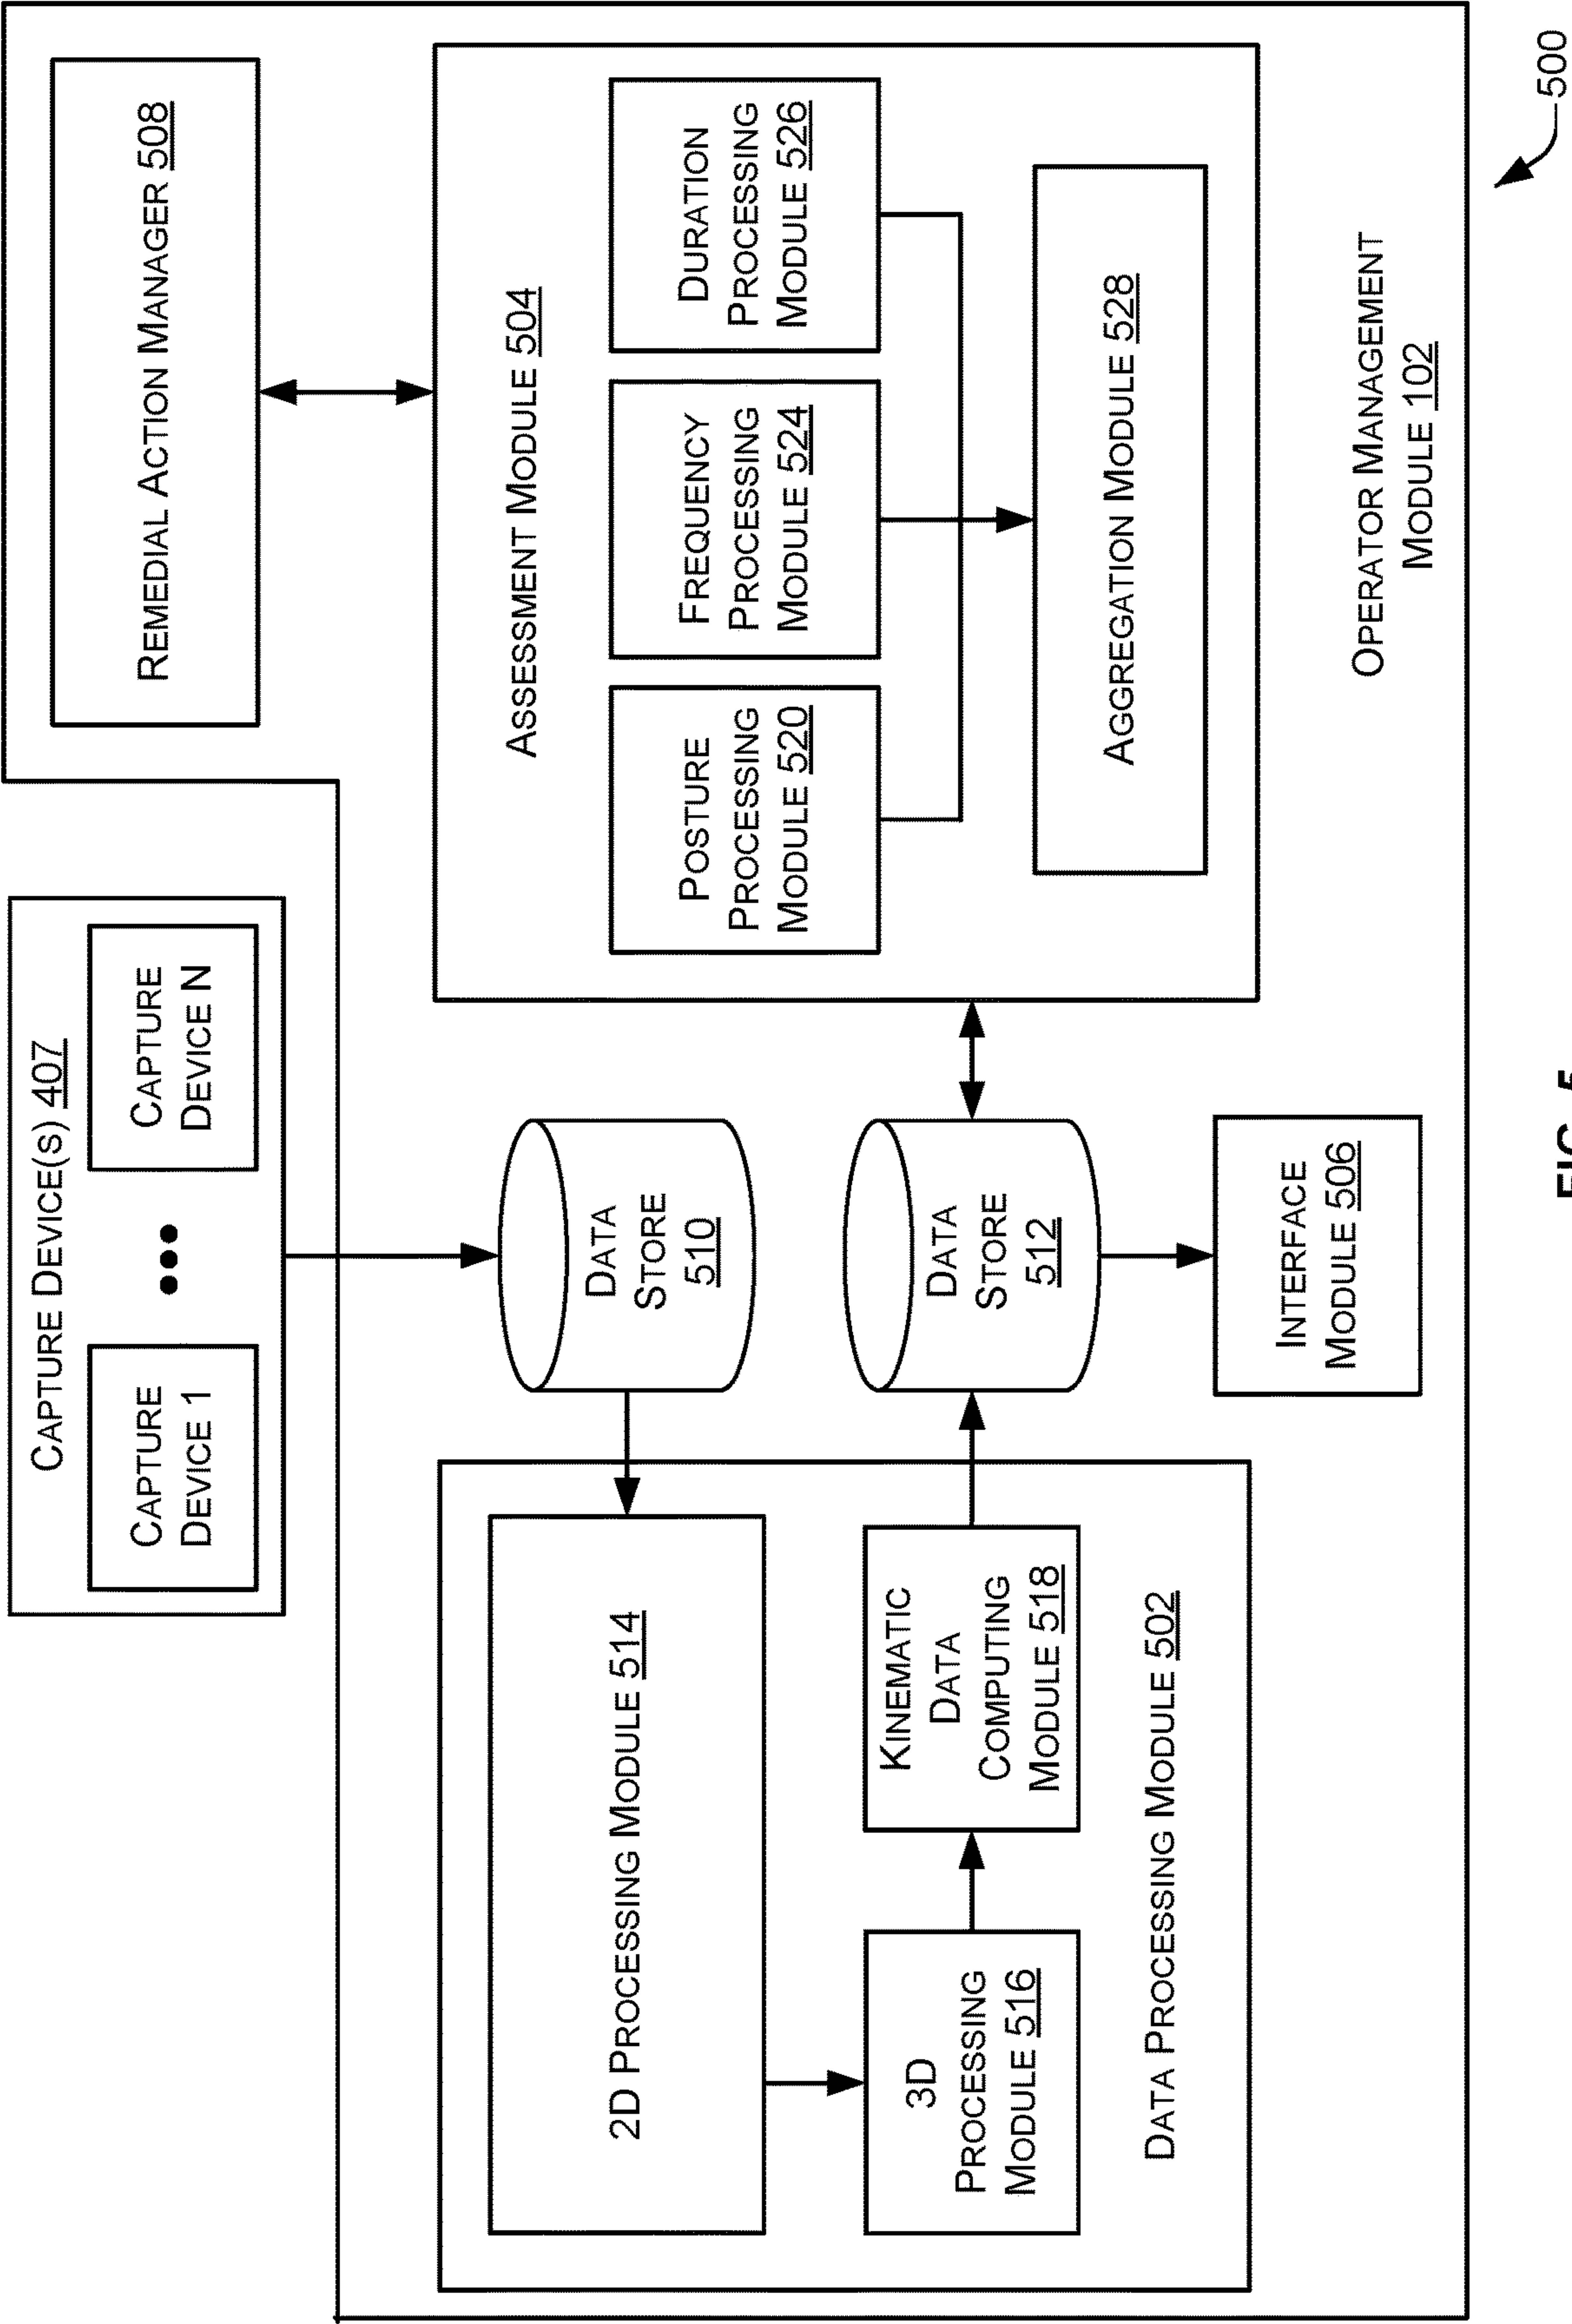 CAPTURE DEVICE(S) 407
CAPTURE
DEVICE 1
CAPTURE
DEVICE N
REMEDIAL ACTION MANAGER 508
2D PROCESSING MODULE 514
3D
PROCESSING
MODULE 516
KINEMATIC
DATA
COMPUTING
MODULE 518
DATA PROCESSING MODULE 502
DATA
STORE
510
DATA
STORE
512
INTERFACE
MODULE 506
ASSESSMENT MODULE 504
POSTURE
PROCESSING
MODULE 520
FREQUENCY
PROCESSING
MODULE 524
DURATION
PROCESSING
MODULE 526
AGGREGATION MODULE 528
OPERATOR MANAGEMENT
MODULE 102
500
FIG. 5